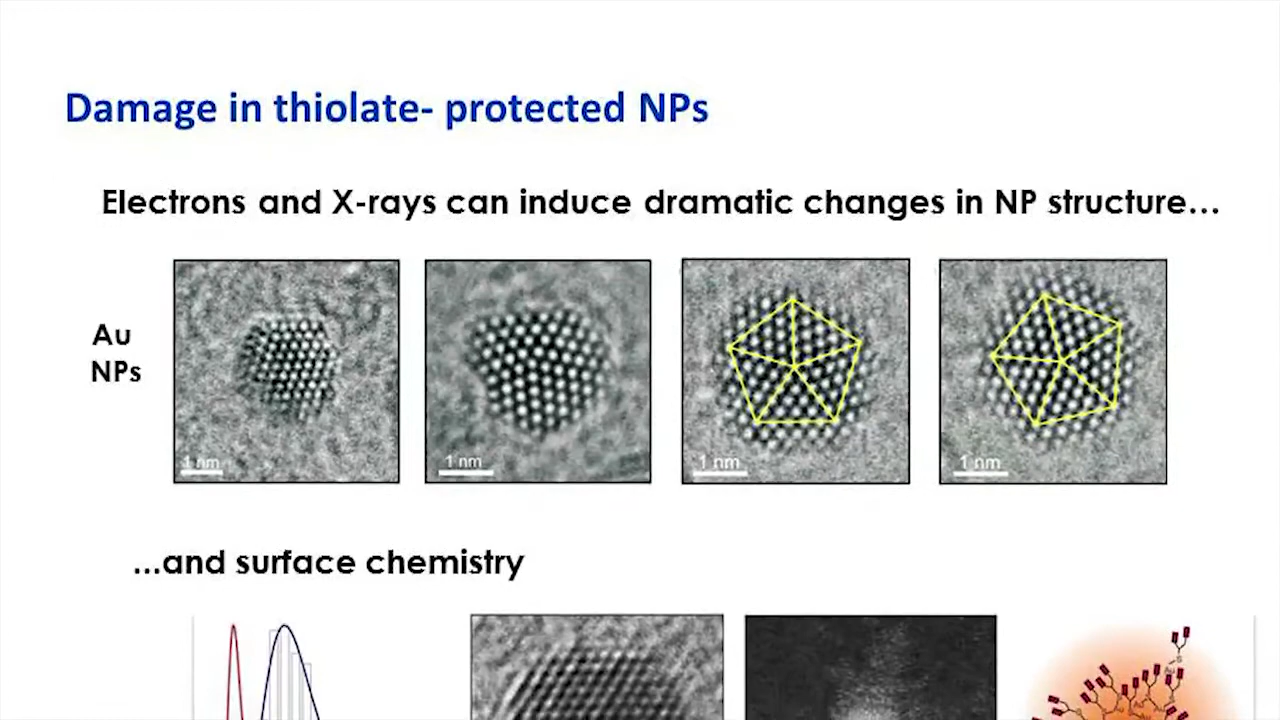 Damage in thiolate- protected NPs
Electrons and X-rays can induce dramatic changes in NP structure…
Au
NPs
1 nm
1 nm
1 nm
1 nm
...and surface chemistry
S
Au